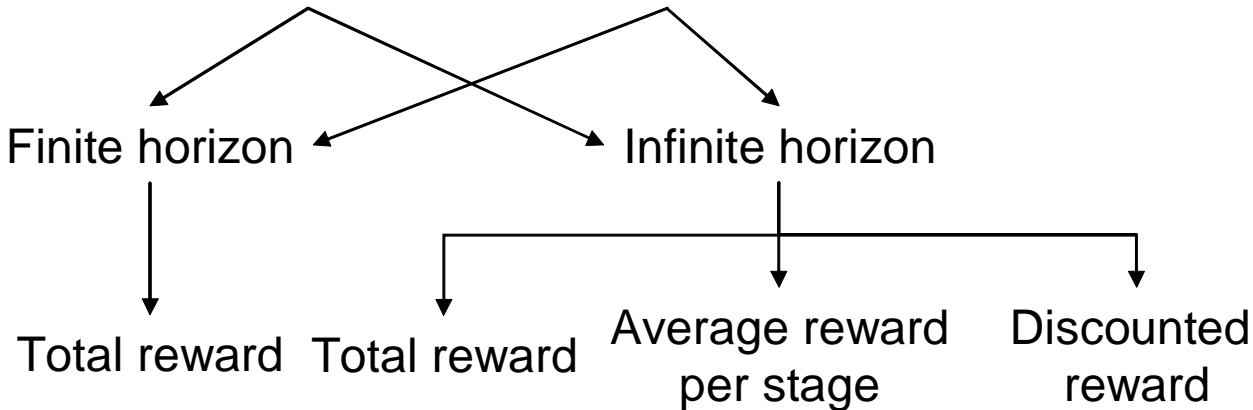 Finite horizon
Infinite horizon
Total reward
Total reward
Average reward
per stage
Discounted
reward